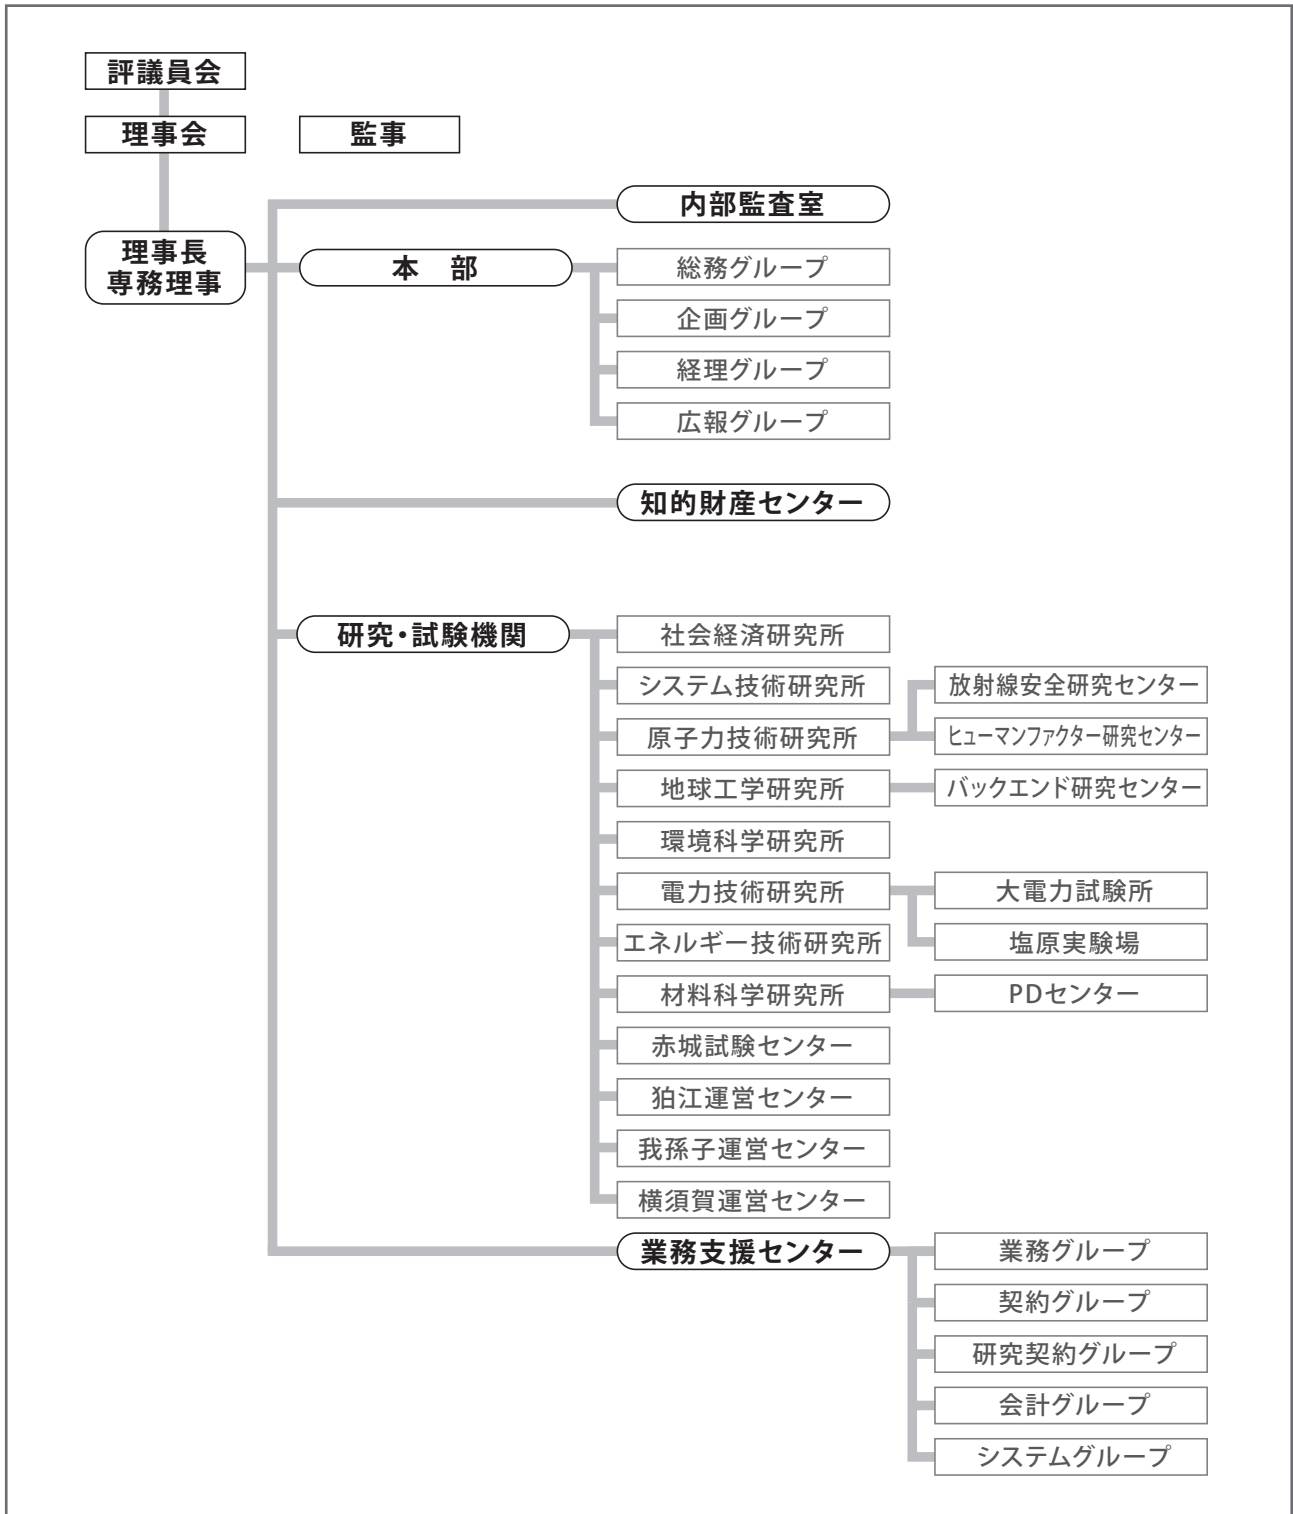 評議員会
理事会
監事
理事長
専務理事
内部監査室
本　部
総務グループ
企画グループ
経理グループ
広報グループ
知的財産センター
研究・試験機関
社会経済研究所
システム技術研究所
放射線安全研究センター
原子力技術研究所
ヒューマンファクター研究センター
地球工学研究所
バックエンド研究センター
環境科学研究所
電力技術研究所
大電力試験所
エネルギー技術研究所
塩原実験場
材料科学研究所
PDセンター
赤城試験センター
狛江運営センター
我孫子運営センター
横須賀運営センター
業務支援センター
業務グループ
契約グループ
研究契約グループ
会計グループ
システムグループ